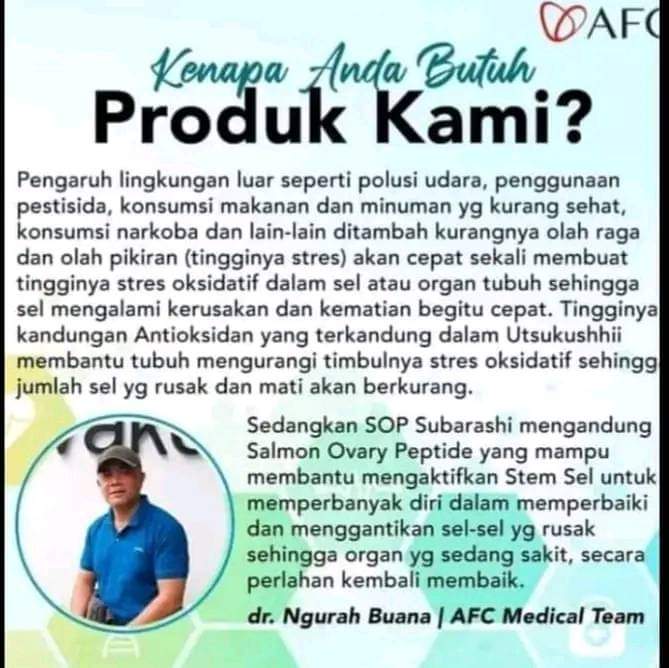 AFC
Kenapa Anda Butuh
Produk Kami?
Pengaruh lingkungan luar seperti polusi udara, penggunaan
pestisida, konsumsi makanan dan minuman yg kurang sehat,
konsumsi narkoba dan lain-lain ditambah kurangnya olah raga
dan olah pikiran (tingginya stres) akan cepat sekali membuat
tingginya stres oksidatif dalam sel atau organ tubuh sehingga
sel mengalami kerusakan dan kematian begitu cepat. Tingginya
kandungan Antioksidan yang terkandung dalam Utsukushhii
membantu tubuh mengurangi timbulnya stres oksidatif sehingg
jumlah sel yg rusak dan mati akan berkurang.
Sedangkan SOP Subarashi mengandung
Salmon Ovary Peptide yang mampu
membantu mengaktifkan Stem Sel untuk
memperbanyak diri dalam memperbaiki
dan menggantikan sel-sel yg rusak
sehingga organ yg sedang sakit, secara
perlahan kembali membaik.
dr. Ngurah Buana | AFC Medical Team